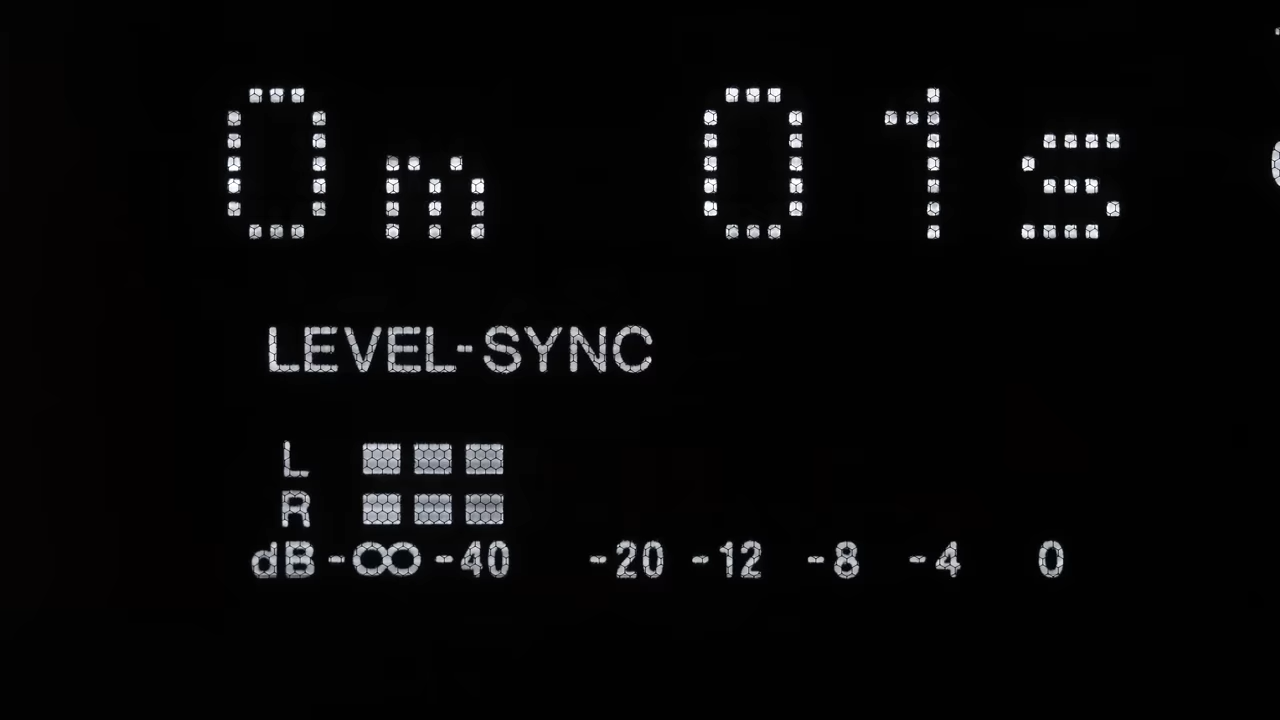 0m 01s
LEVEL-SYNC
L
R
dB -∞ -40 -20 -12 -8 -4 0